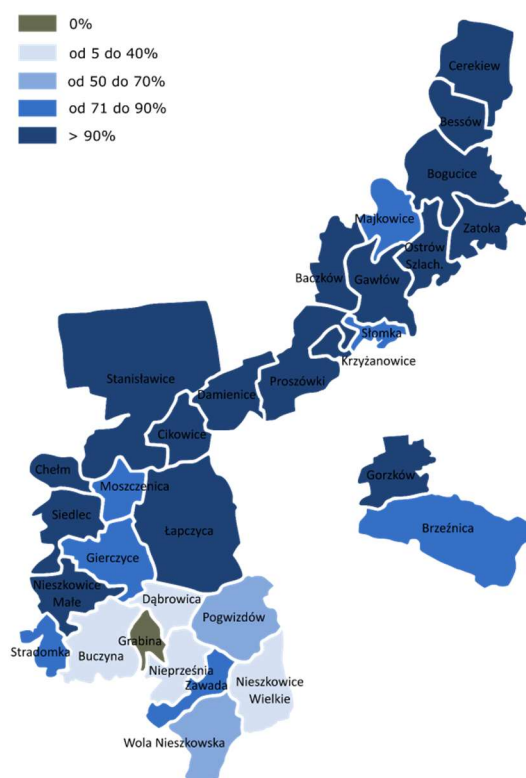 0%
od 5 do 40%
od 50 do 70%
od 71 do 90%
> 90%
Cerekiew
Bessów
Bogucice
Majkowice
Zatoka
Ostrów
Szlach.
Baczków
Gawłów
Słomka
Krzyżanowice
Proszówki
Damienice
Stanisławice
Cikowice
Chełm
Moszczenica
Gorzków
Siedlec
Łapczyca
Brzeźnica
Gierczyce
Nieszkowice
Małe
Dąbrowica
Pogwizdów
Stradomka
Buczyna
Grabina
Nieprześnia
Zawada
Nieszkowice
Wielkie
Wola Nieszkowska